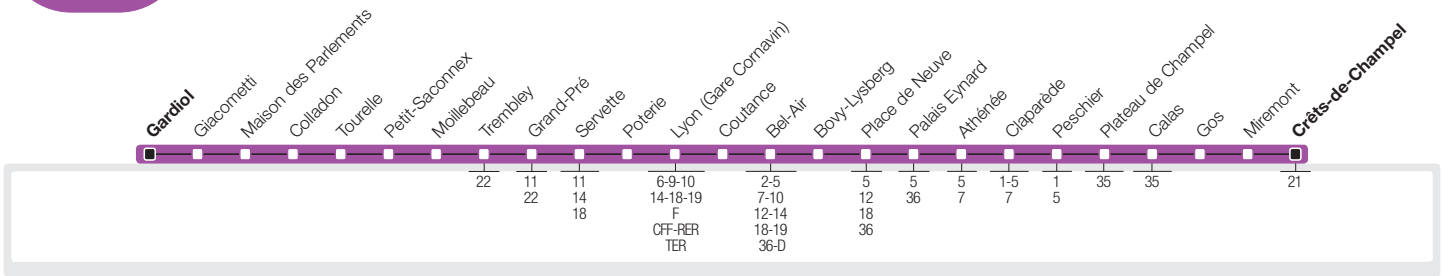 Gardiol
Giacometti
Maison des Parlements
Colladon
Tourelle
Petit-Saconnex
Moillebeau
Trembley
Grand-Pré
Servette
Poterie
Lyon (Gare Cornavin)
Coutance
Bel-Air
Bovy-Lysberg
Place de Neuve
Palais Eynard
Athénée
Claparède
Peschier
Plateau de Champel
Calas
Gos
Miremont
Crêts-de-Champel
22
11
22
11
14
18
6-9-10
14-18-19
F
CFF-RER
TER
2-5
7-10
12-14
18-19
36-D
5
12
18
36
5
36
5
7
1-5
7
1
5
35
35
21